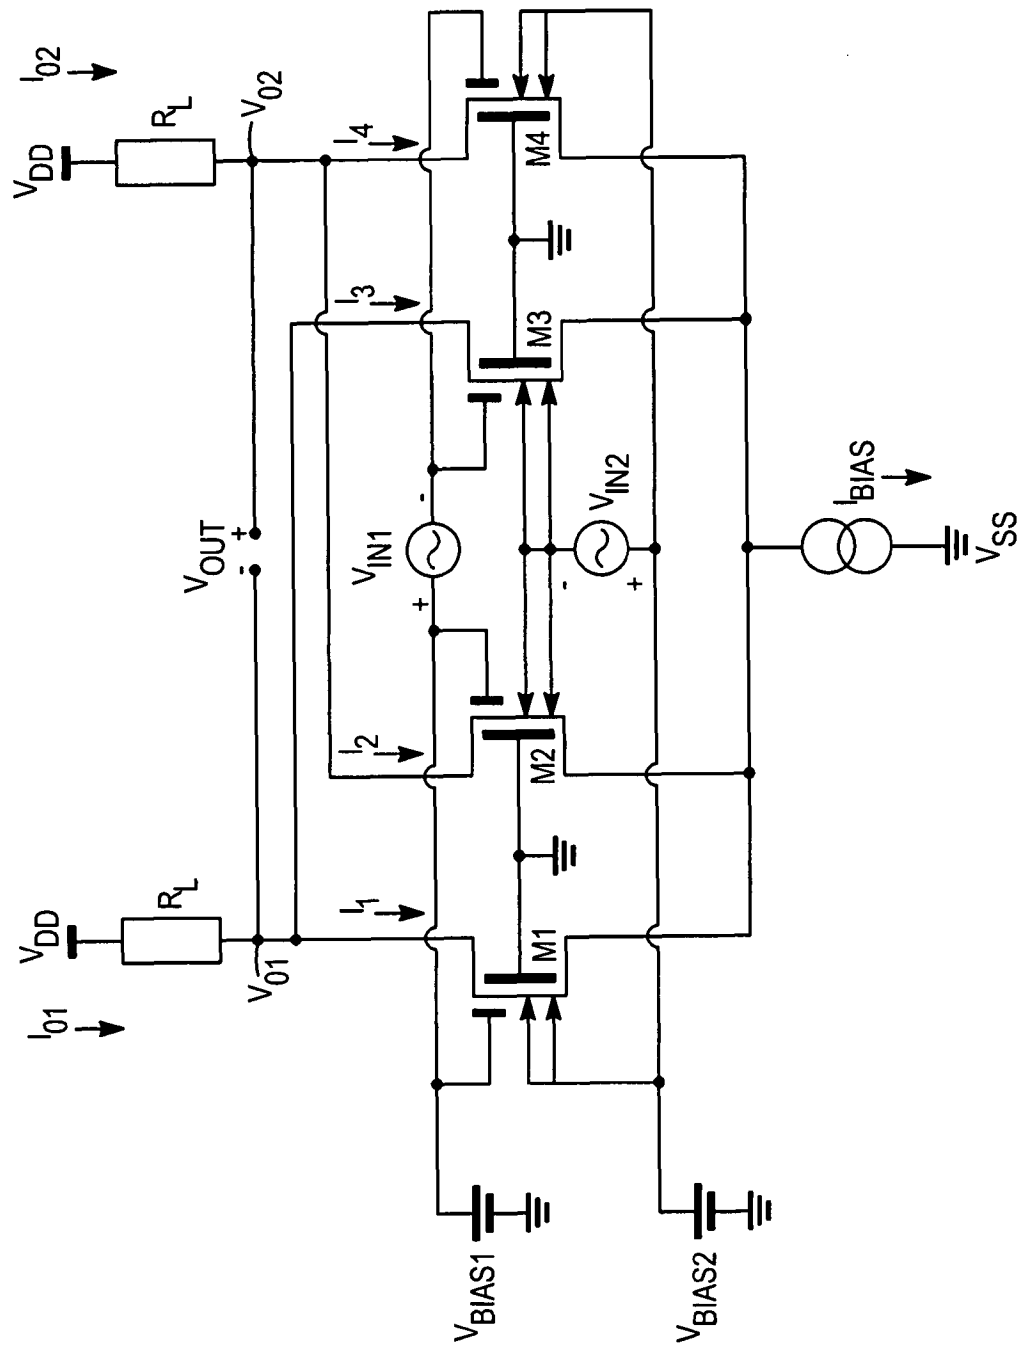 I01
I02
VDD
RL
VDD
RL
V01
V02
VOUT
- +
I1
I2
I3
I4
VIN1
+ -
M1
M2
M3
M4
VIN2
-
+
VBIAS1
VBIAS2
IBIAS
VSS